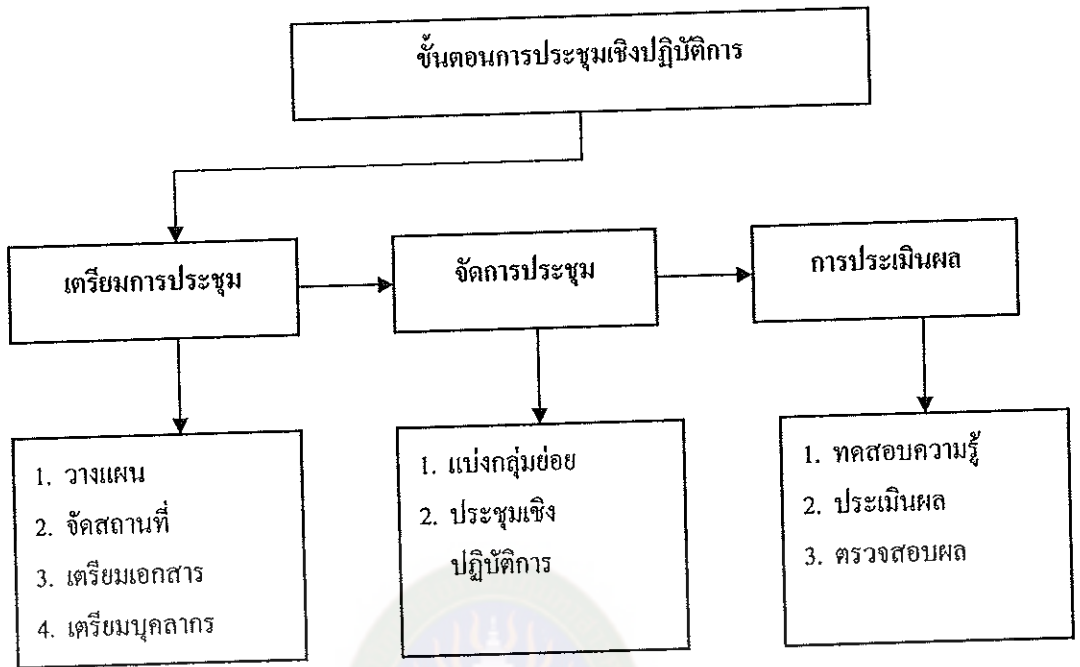 ขั้นตอนการประชุมเชิงปฏิบัติการ
เตรียมการประชุม
จัดการประชุม
การประเมินผล
1. วางแผน
2. จัดสถานที่
3. เตรียมเอกสาร
4. เตรียมบุคลากร
1. แบ่งกลุ่มย่อย
2. ประชุมเชิง
ปฏิบัติการ
1. ทดสอบความรู้
2. ประเมินผล
3. ตรวจสอบผล